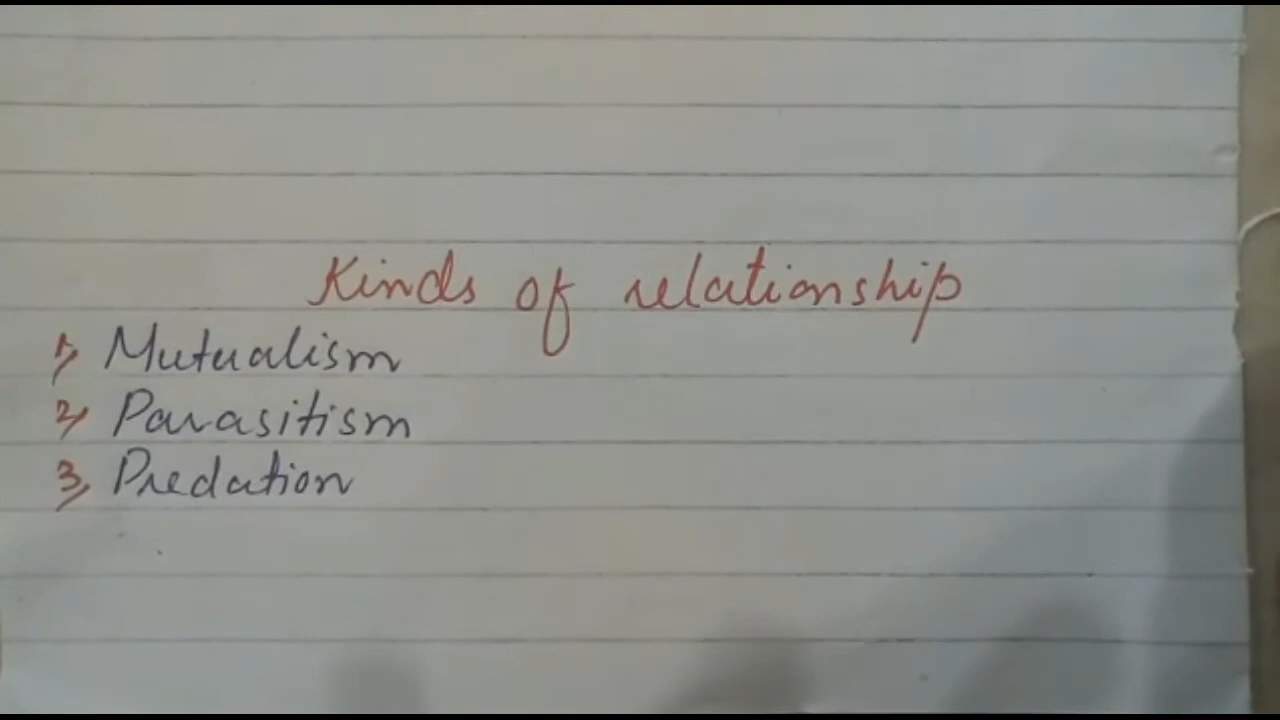 Kinds of relationship
1, Mutualism
2, Parasitism
3, Predation